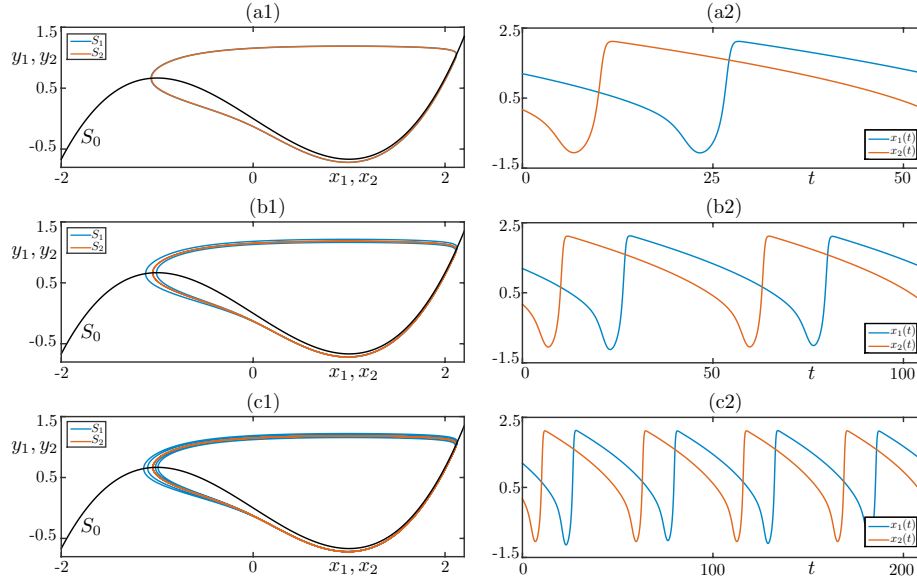 (a1)
1.5
y₁, y₂
S₁
S₂
0.5
S₀
-0.5
-2
0
x₁, x₂
2
(a2)
2.5
0.5
x₁(t)
x₂(t)
-1.5
0
25
t
50
(b1)
1.5
y₁, y₂
S₁
S₂
0.5
S₀
-0.5
-2
0
x₁, x₂
2
(b2)
2.5
0.5
x₁(t)
x₂(t)
-1.5
0
50
t
100
(c1)
1.5
y₁, y₂
S₁
S₂
0.5
S₀
-0.5
-2
0
x₁, x₂
2
(c2)
2.5
0.5
x₁(t)
x₂(t)
-1.5
0
100
t
200